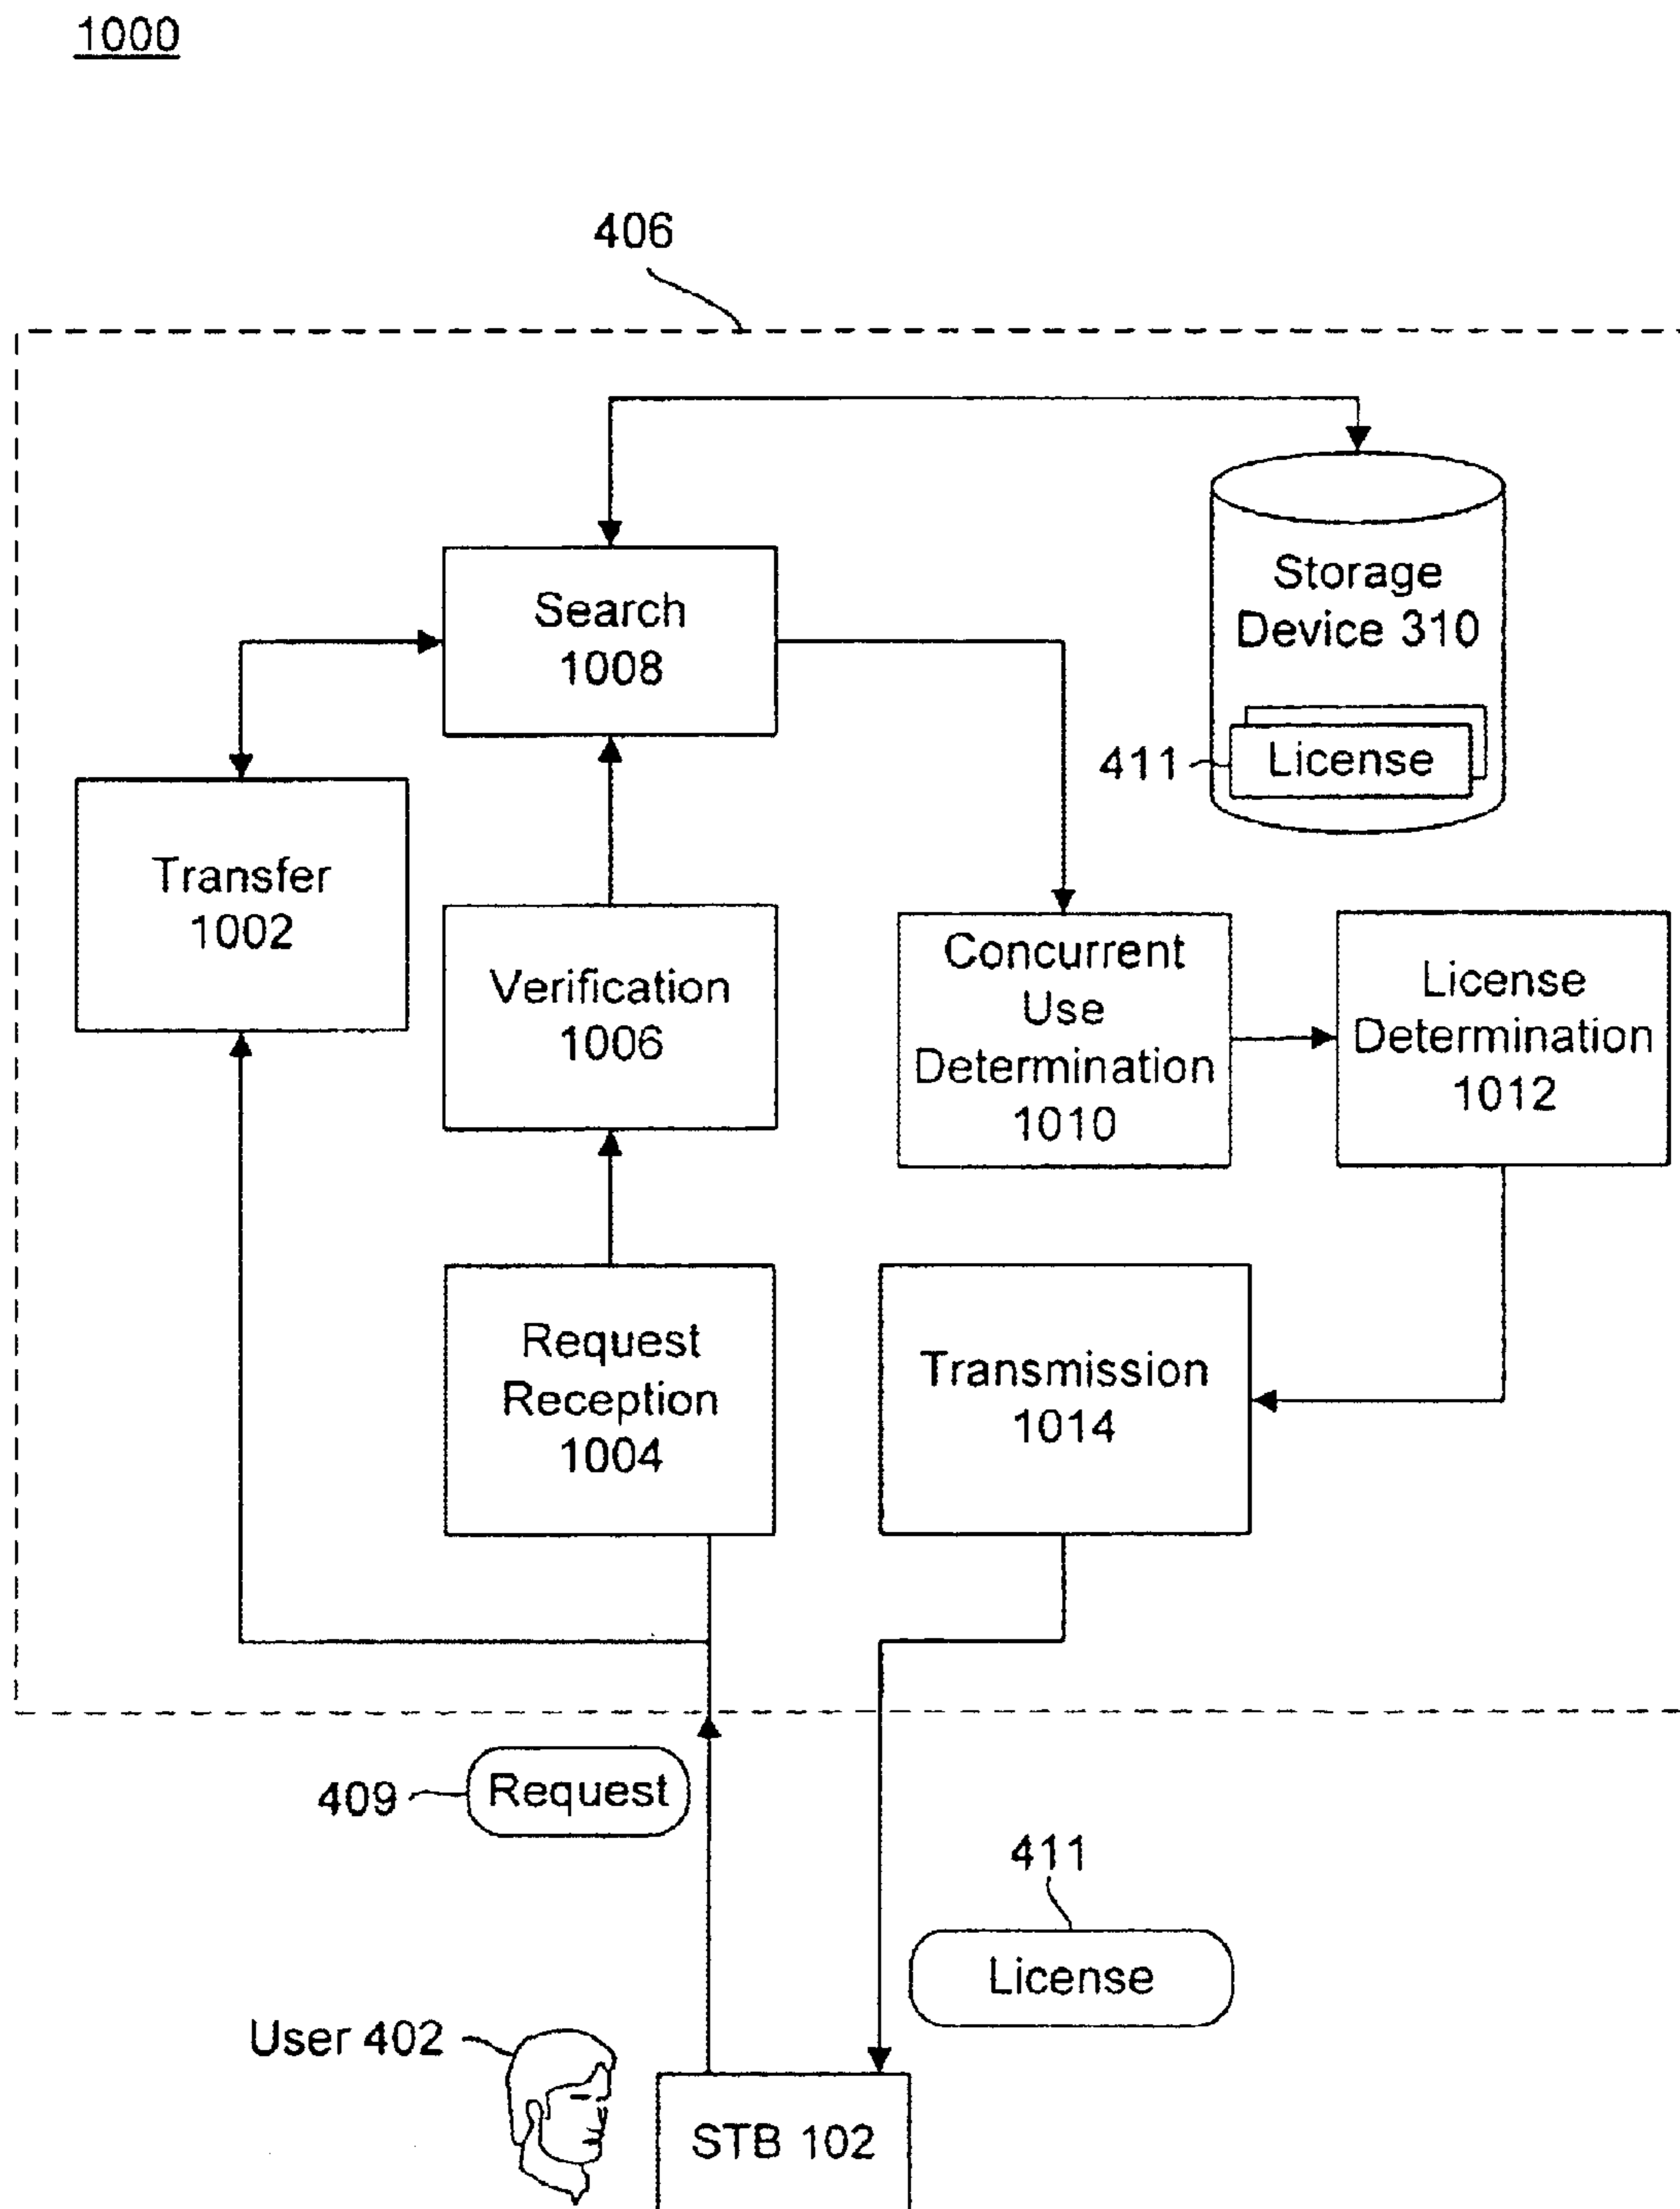 1000
406
Search
1008
Storage
Device 310
411
License
Transfer
1002
Verification
1006
Concurrent
Use
Determination
1010
License
Determination
1012
Request
Reception
1004
Transmission
1014
409
Request
411
License
User 402
STB 102